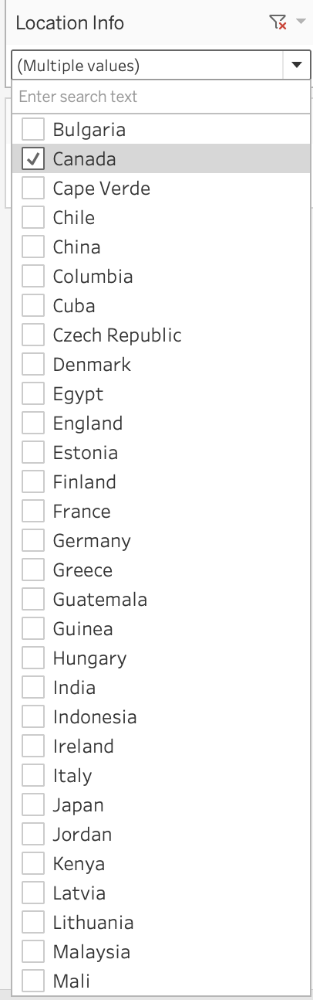 Location Info
(Multiple values)
Enter search text
Bulgaria
Canada
Cape Verde
Chile
China
Columbia
Cuba
Czech Republic
Denmark
Egypt
England
Estonia
Finland
France
Germany
Greece
Guatemala
Guinea
Hungary
India
Indonesia
Ireland
Italy
Japan
Jordan
Kenya
Latvia
Lithuania
Malaysia
Mali